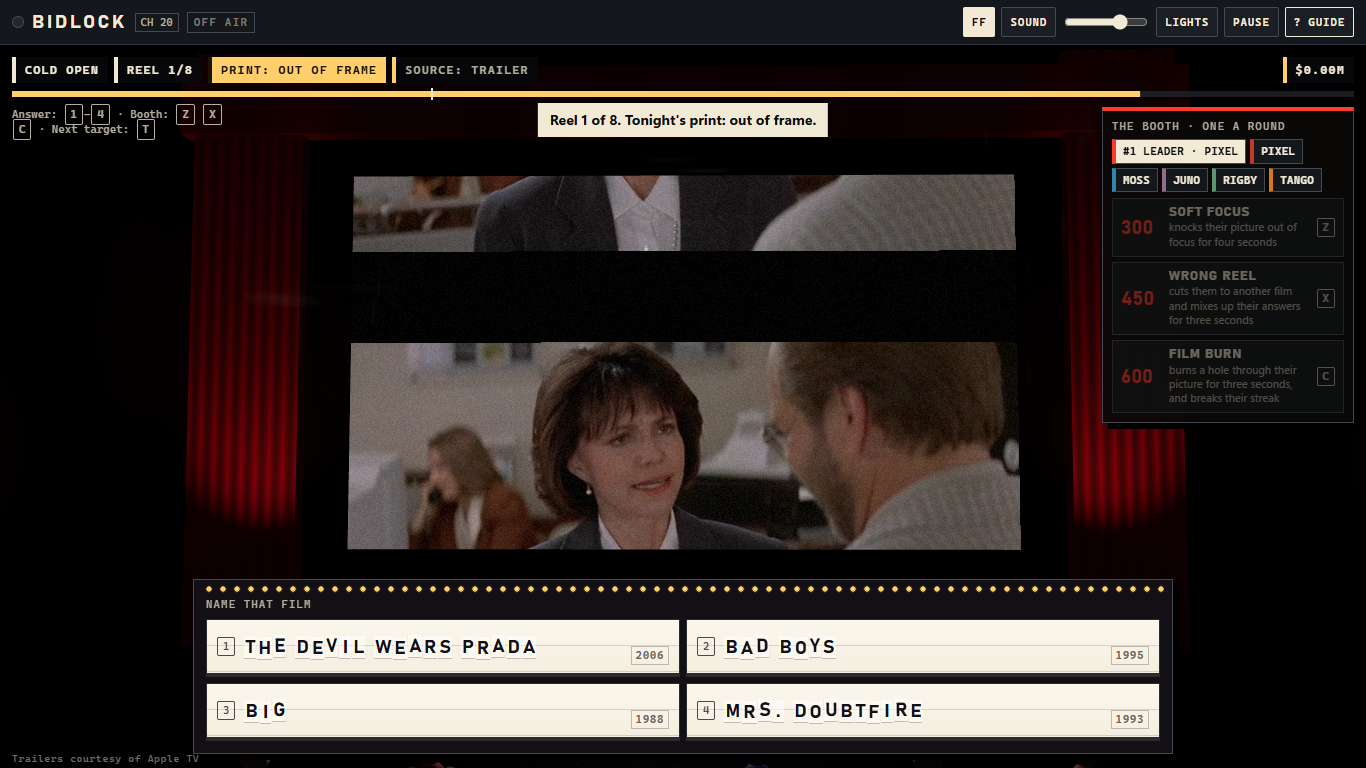 BIDLOCK CH 20 OFF AIR FF SOUND LIGHTS PAUSE ? GUIDE
COLD OPEN REEL 1/8 PRINT: OUT OF FRAME SOURCE: TRAILER $0.00M
Answer: 1-4 · Booth: Z X
C · Next target: T
Reel 1 of 8. Tonight's print: out of frame.
THE BOOTH · ONE A ROUND
#1 LEADER · PIXEL PIXEL
MOSS JUNO RIGBY TANGO
SOFT FOCUS
300 knocks their picture out of Z
focus for four seconds
WRONG REEL
cuts them to another film
450 and mixes up their answers X
for three seconds
FILM BURN
burns a hole through their
600 picture for three seconds, C
and breaks their streak
NAME THAT FILM
1 THE DEVIL WEARS PRADA 2006
2 BAD BOYS 1995
3 BIG 1988
4 MRS. DOUBTFIRE 1993
Trailers courtesy of Apple TV